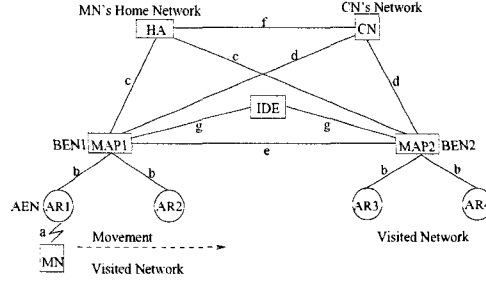 MN's Home Network
CN's Network
HA
f
CN
c
d
c
d
IDE
g
g
BEN1
MAP1
e
MAP2
BEN2
b
b
b
b
AEN
AR1
AR2
AR3
AR4
a
Movement
Visited Network
MN
Visited Network